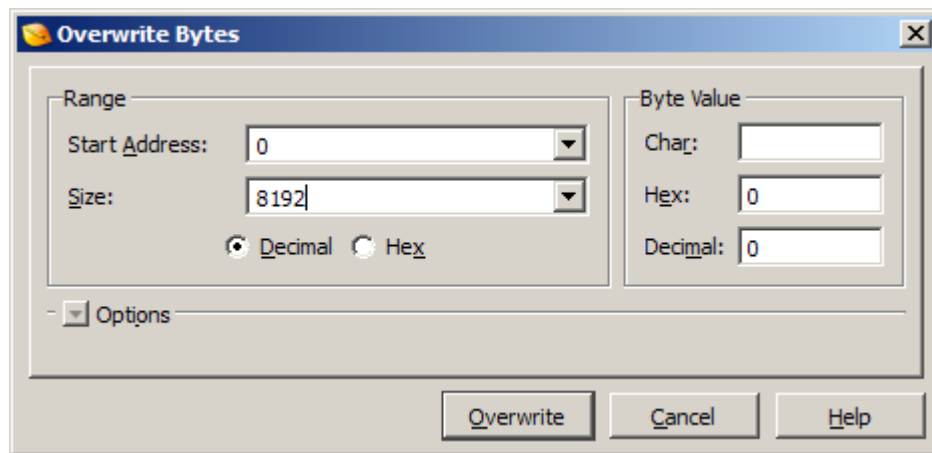 Overwrite Bytes
Range
Start Address: 0
Size: 8192
Decimal Hex
Byte Value
Char:
Hex: 0
Decimal: 0
Options
Overwrite Cancel Help